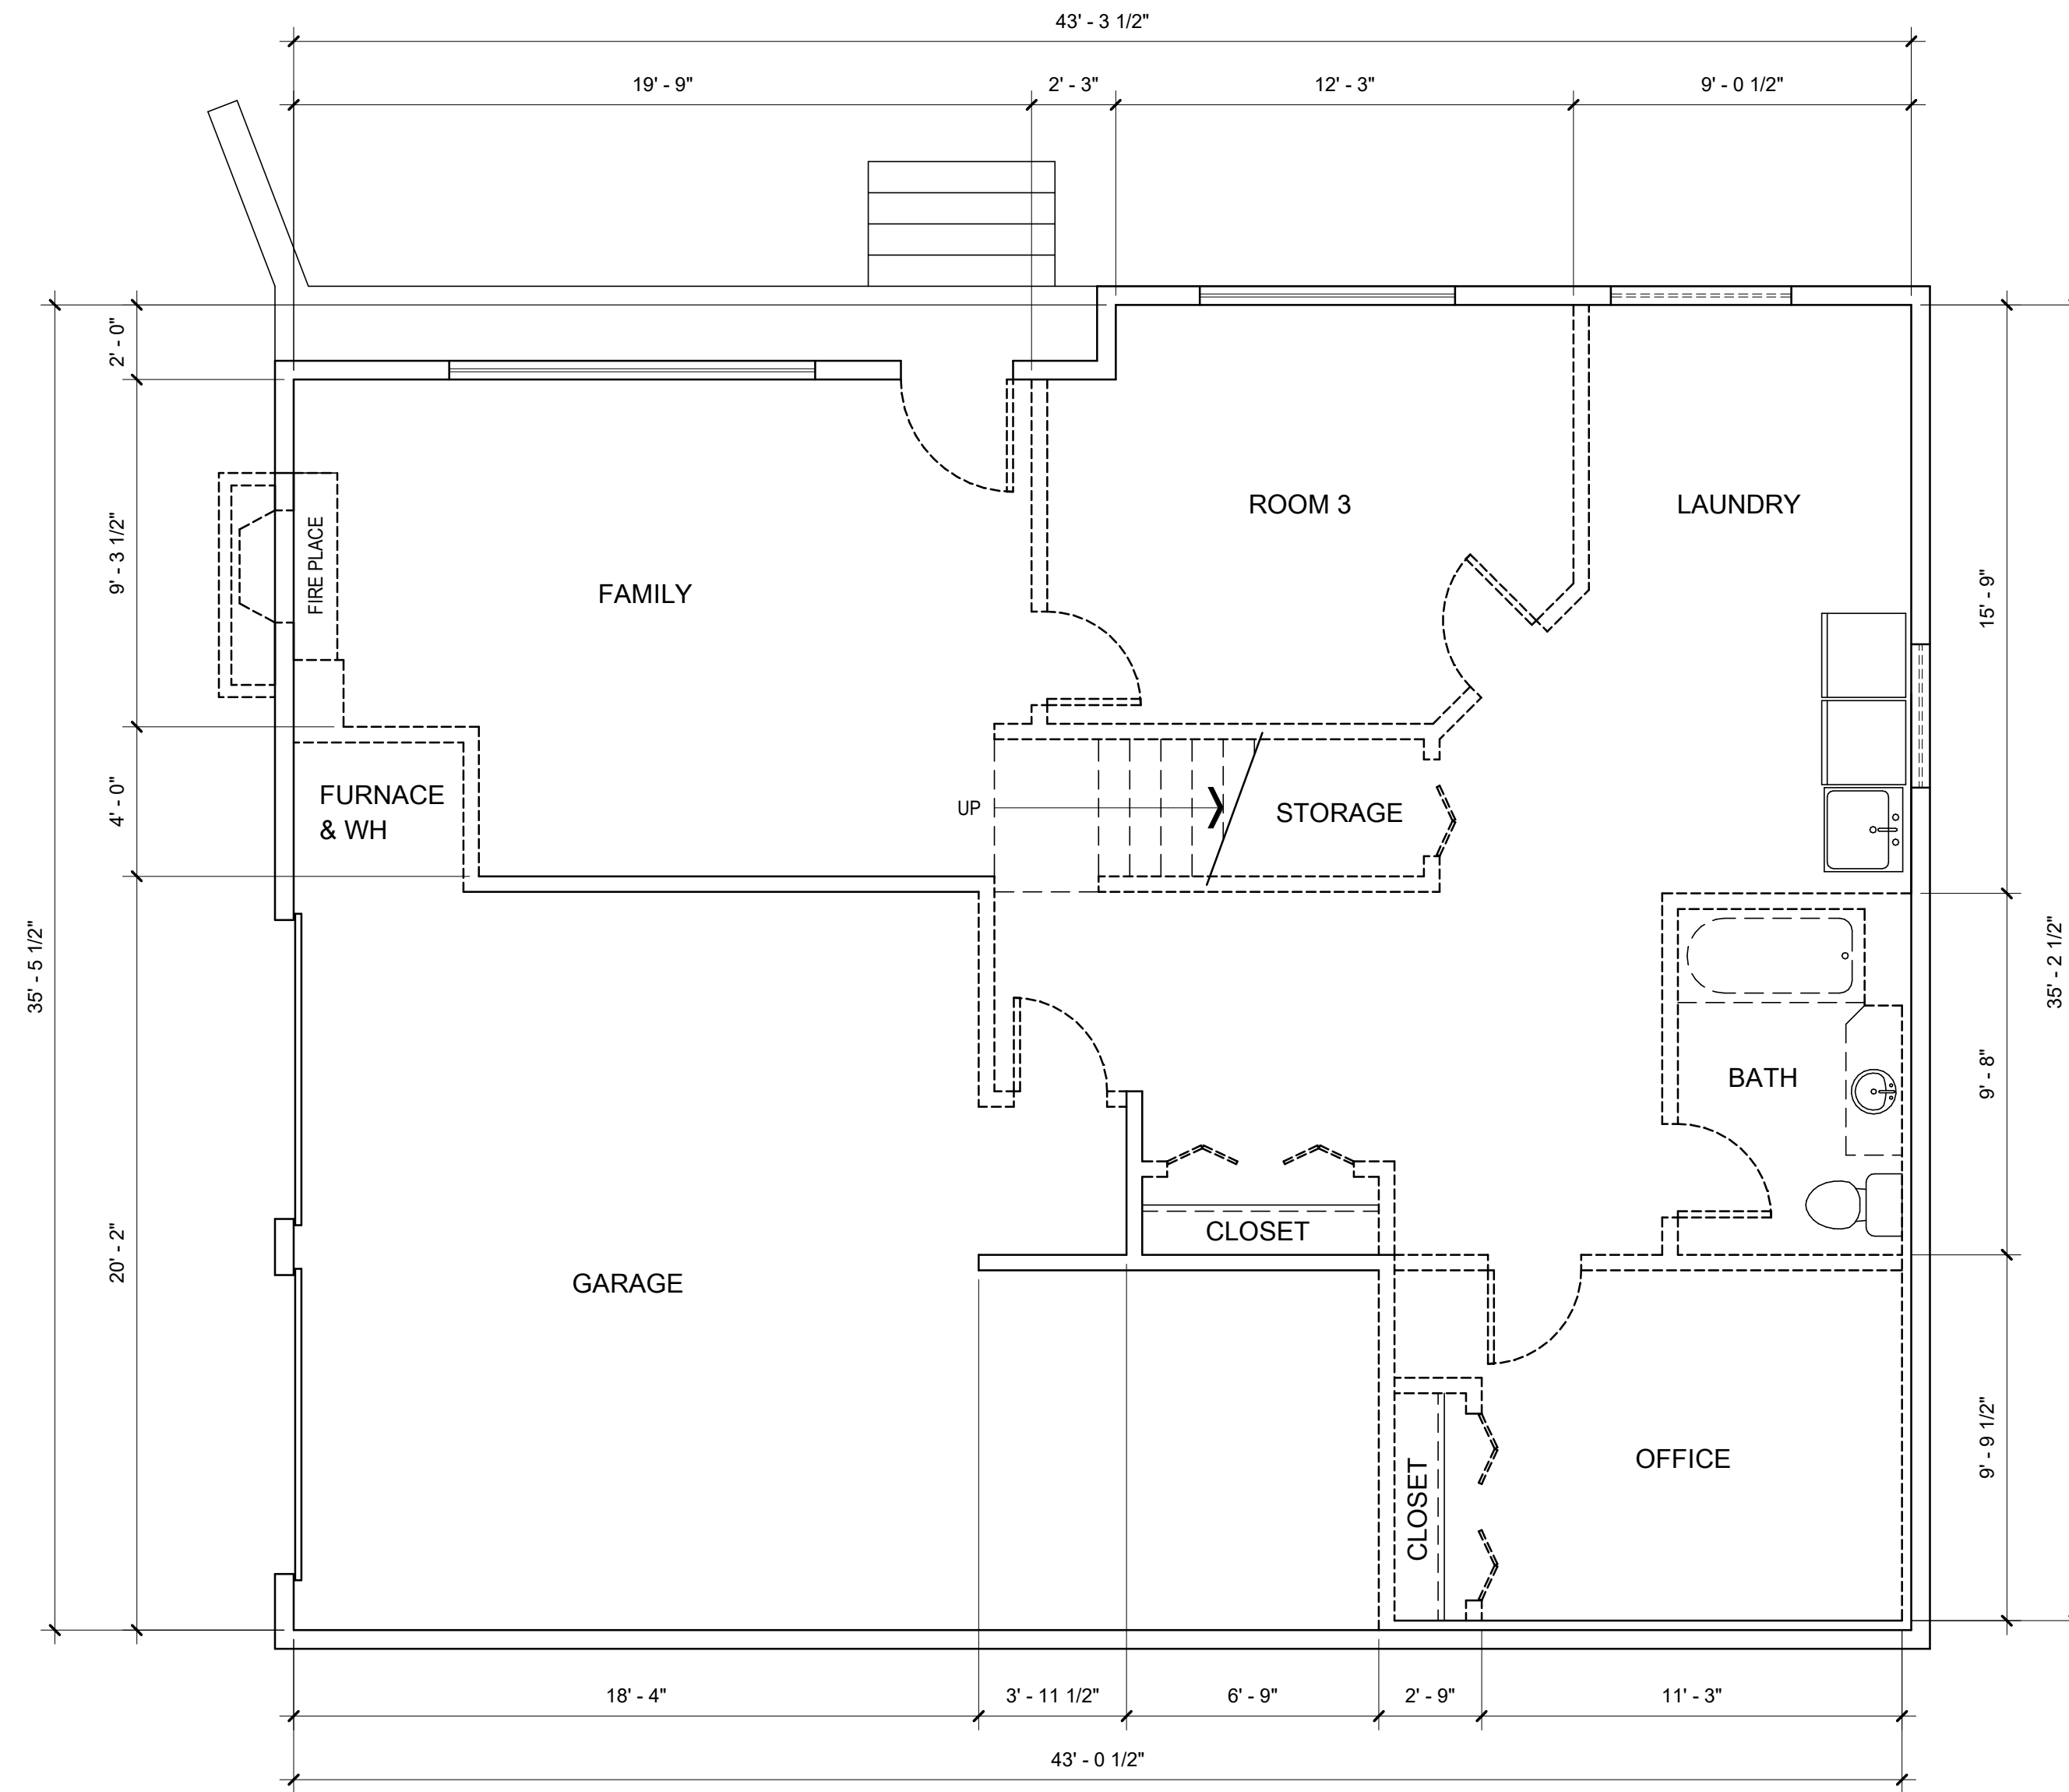 43' - 3 1/2"
19' - 9"
2' - 3"
12' - 3"
9' - 0 1/2"
2' - 0"
9' - 3 1/2"
4' - 0"
20' - 2"
35' - 5 1/2"
ROOM 3
LAUNDRY
FIRE PLACE
FAMILY
FURNACE
& WH
UP
STORAGE
BATH
CLOSET
GARAGE
OFFICE
CLOSET
15' - 9"
9' - 8"
9' - 9 1/2"
35' - 2 1/2"
18' - 4"
3' - 11 1/2"
6' - 9"
2' - 9"
11' - 3"
43' - 0 1/2"